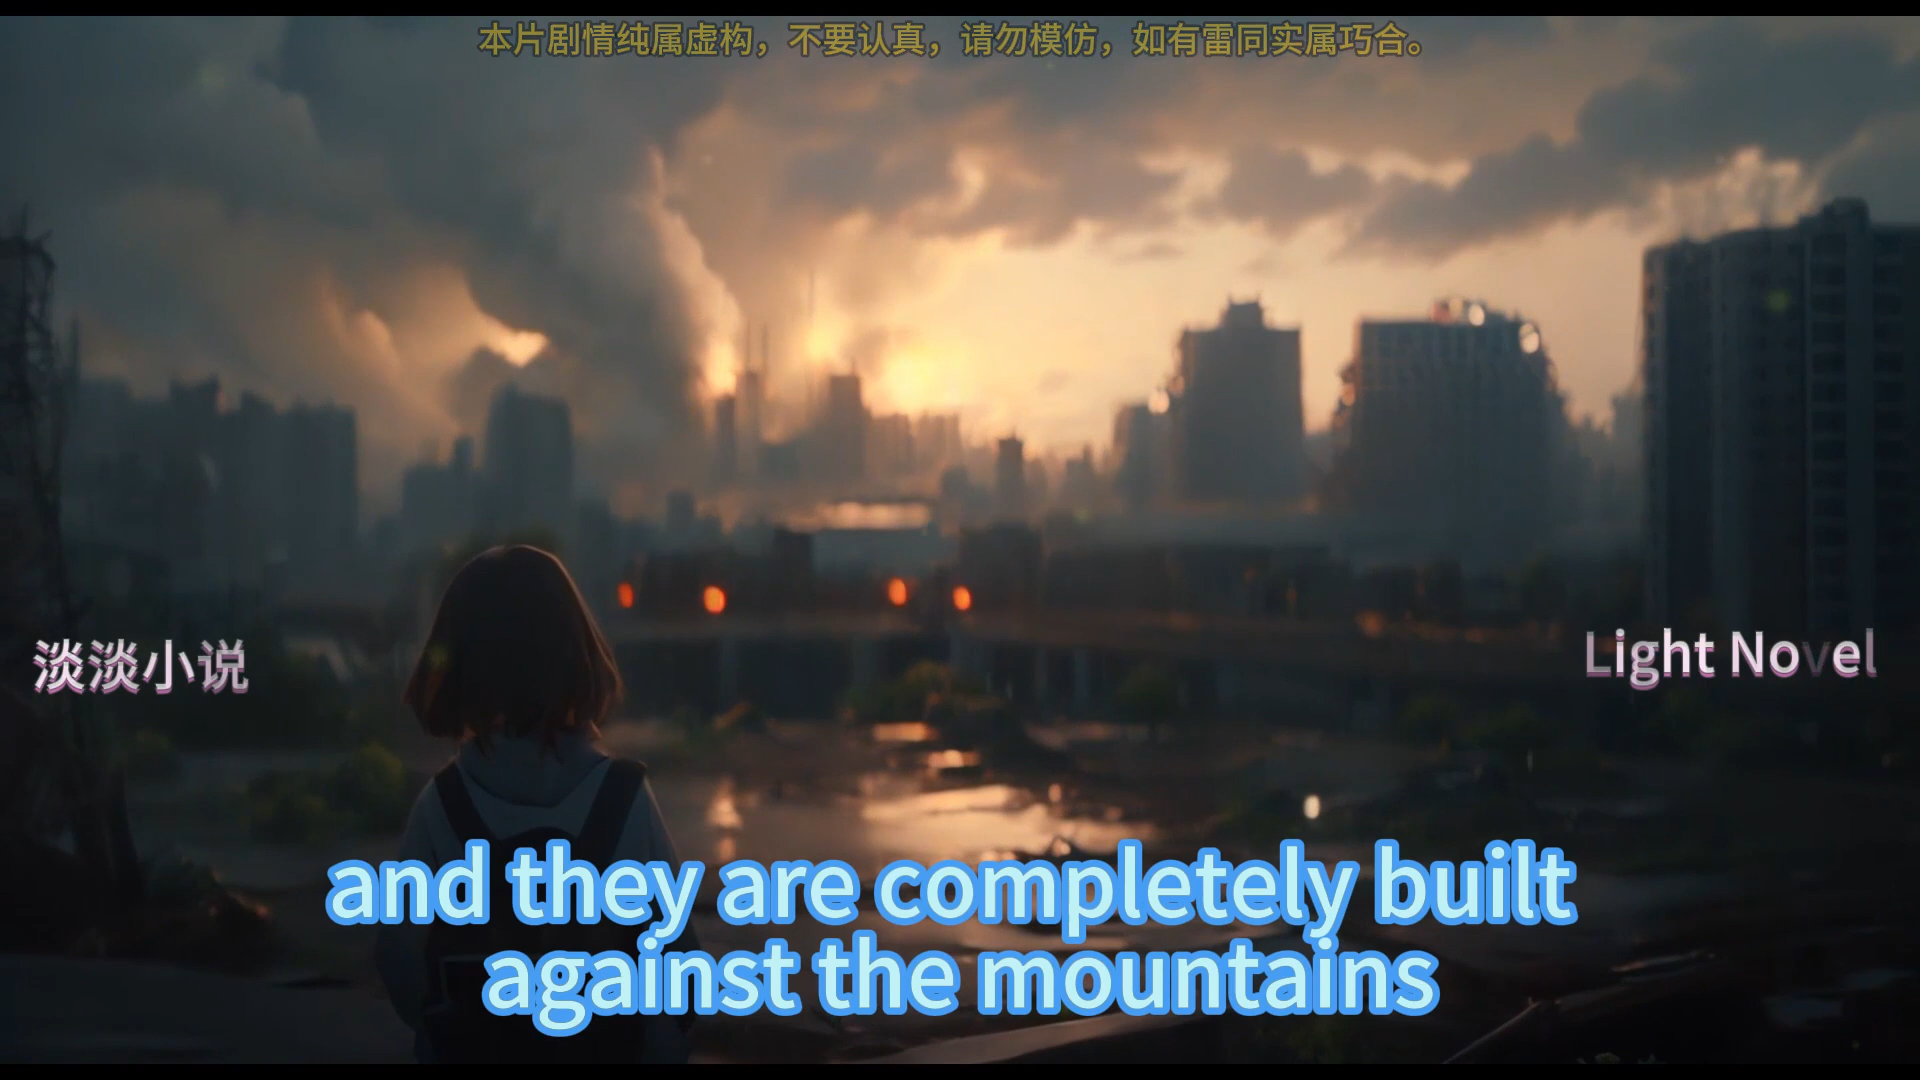 本片剧情纯属虚构，不要认真，请勿模仿，如有雷同实属巧合。
淡淡小说
Light Novel
and they are completely built
against the mountains